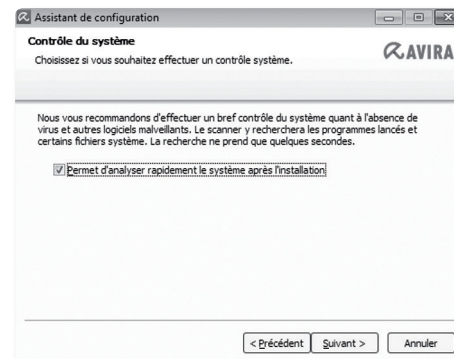 Assistant de configuration
Contrôle du système
Choisissez si vous souhaitez effectuer un contrôle système.
AVIRA
Nous vous recommandons d'effectuer un bref contrôle du système quant à l'absence de
virus et autres logiciels malveillants. Le scanner y recherchera les programmes lancés et
certains fichiers système. La recherche ne prend que quelques secondes.
Permet d'analyser rapidement le système après l'installation
< Précédent
Suivant >
Annuler